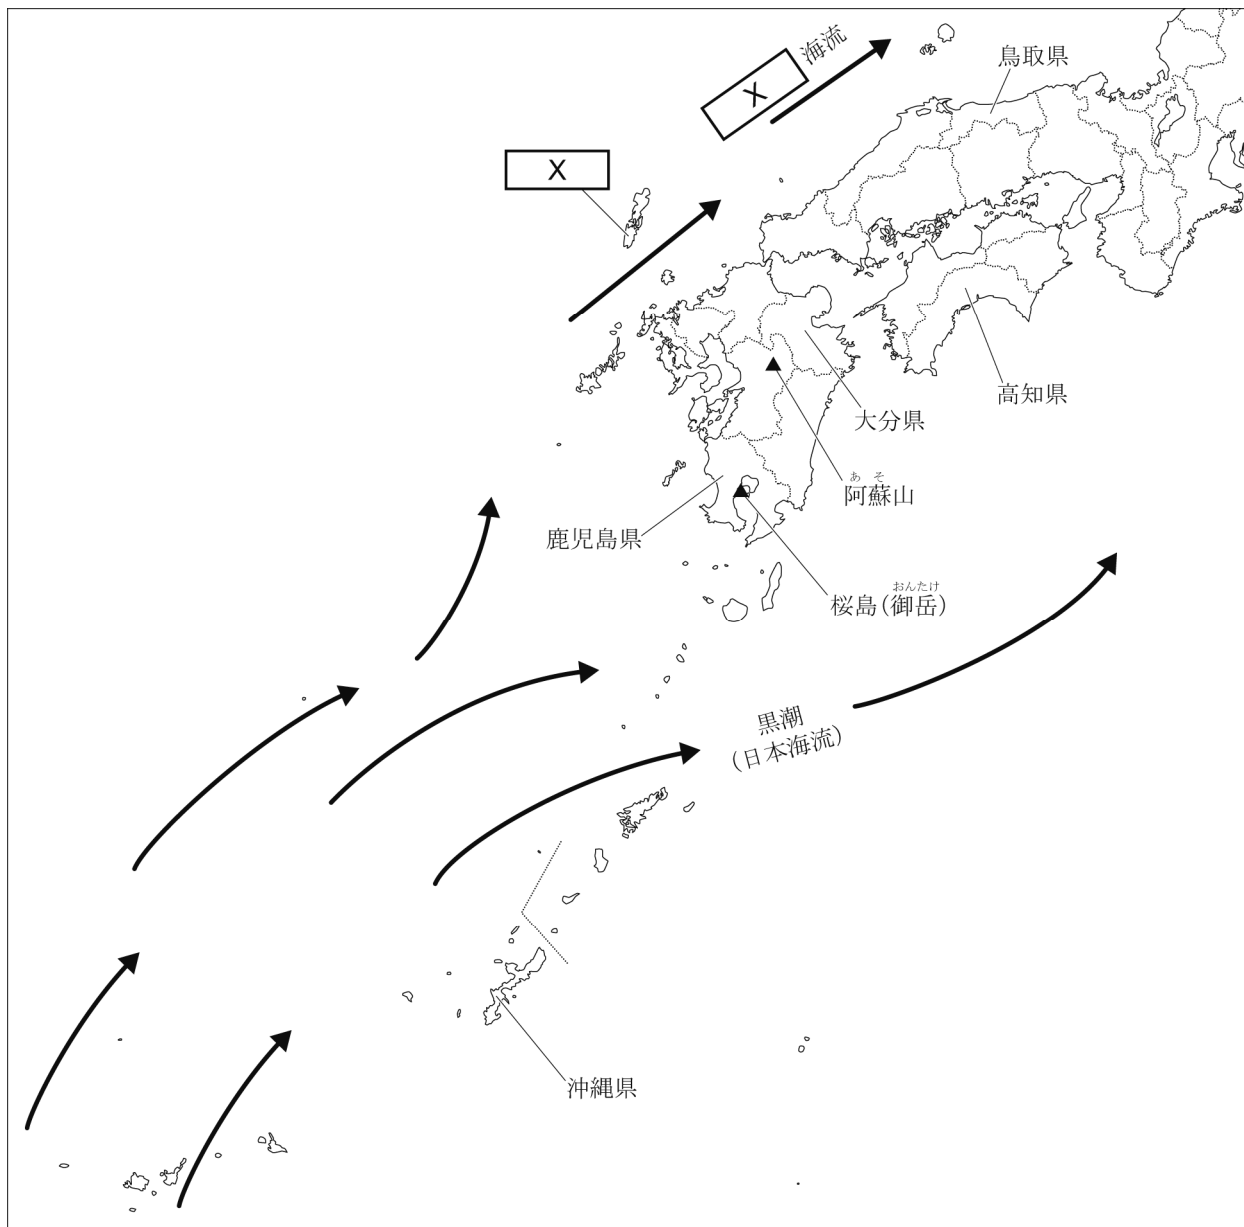 X
海流
鳥取県
X
高知県
大分県
あそ
阿蘇山
鹿児島県
おんたけ
桜島(御岳)
黒潮
(日本海流)
沖縄県